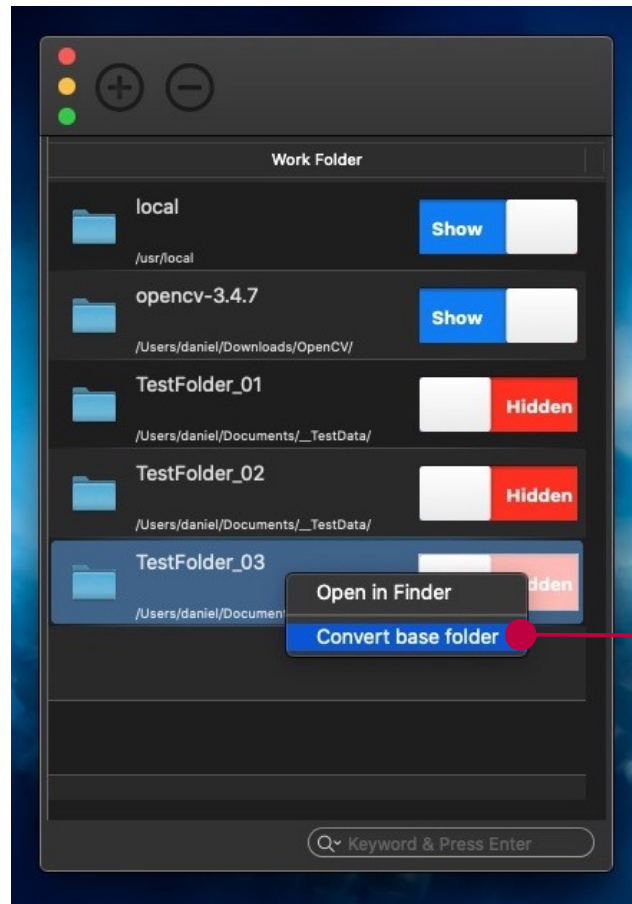 Work Folder
local
Show
/usr/local
opencv-3.4.7
Show
/Users/daniel/Downloads/OpenCV/
TestFolder_01
Hidden
/Users/daniel/Documents/__TestData/
TestFolder_02
Hidden
/Users/daniel/Documents/__TestData/
TestFolder_03
dden
Open in Finder
/Users/daniel/Documen
Convert base folder
Keyword & Press Enter